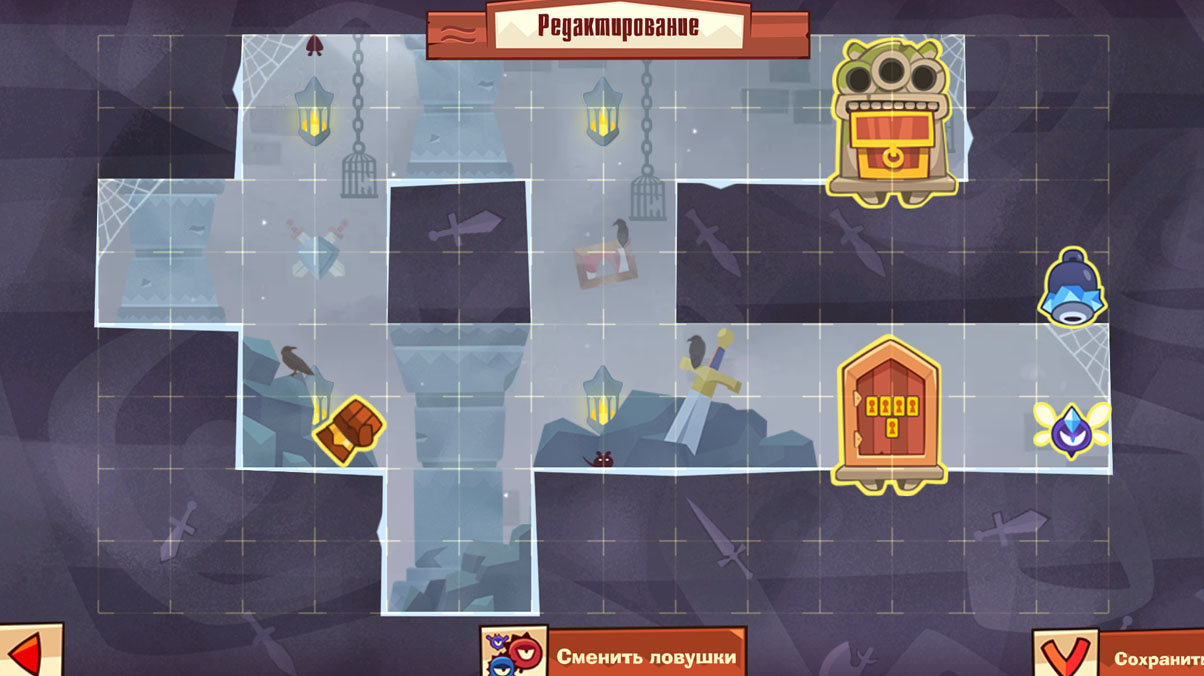 Редактирование
Сменить ловушки
Сохранить